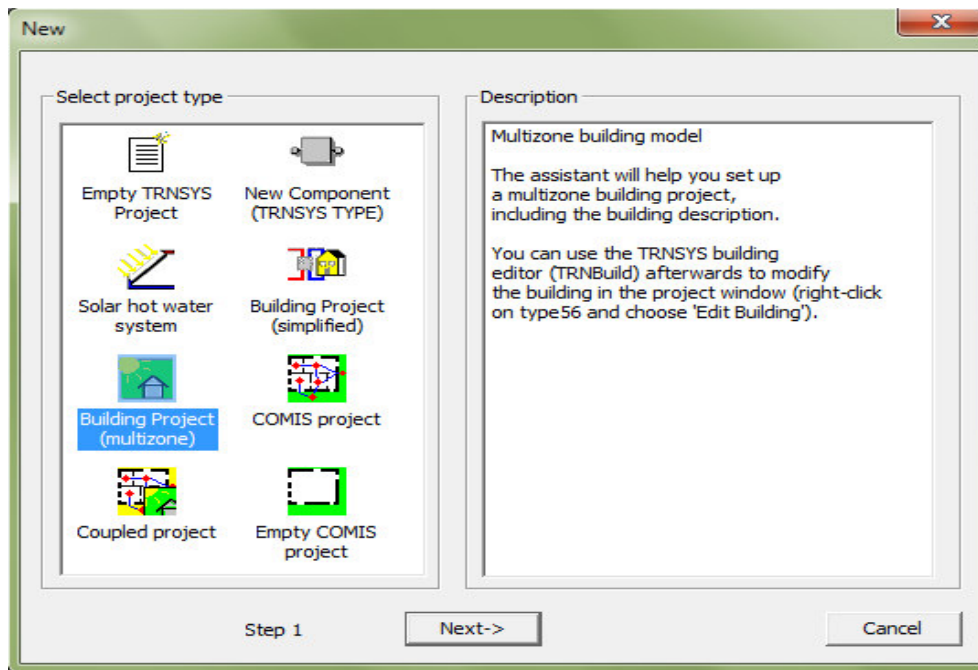 New
Select project type
Empty TRNSYS
Project
New Component
(TRNSYS TYPE)
Solar hot water
system
Building Project
(simplified)
Building Project
(multizone)
COMIS project
Coupled project
Empty COMIS
project
Description
Multizone building model
The assistant will help you set up
a multizone building project,
including the building description.
You can use the TRNSYS building
editor (TRNBuild) afterwards to modify
the building in the project window (right-click
on type56 and choose 'Edit Building').
Step 1
Next->
Cancel